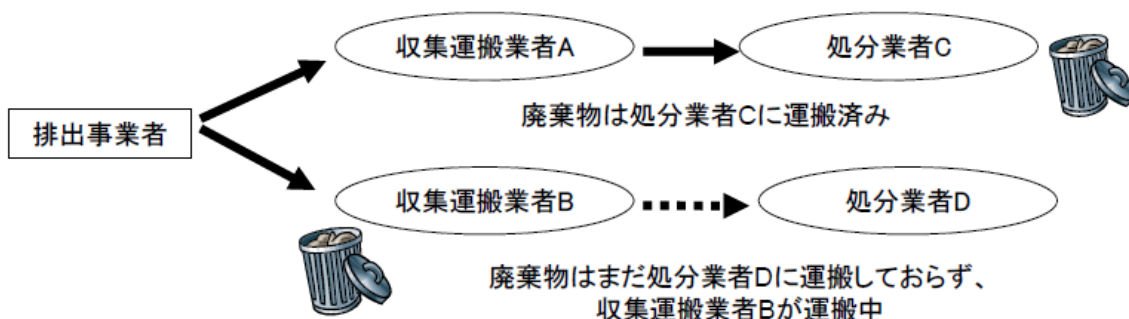 収集運搬業者A
処分業者C
廃棄物は処分業者Cに運搬済み
排出事業者
収集運搬業者B
処分業者D
廃棄物はまだ処分業者Dに運搬しておらず、
収集運搬業者Bが運搬中